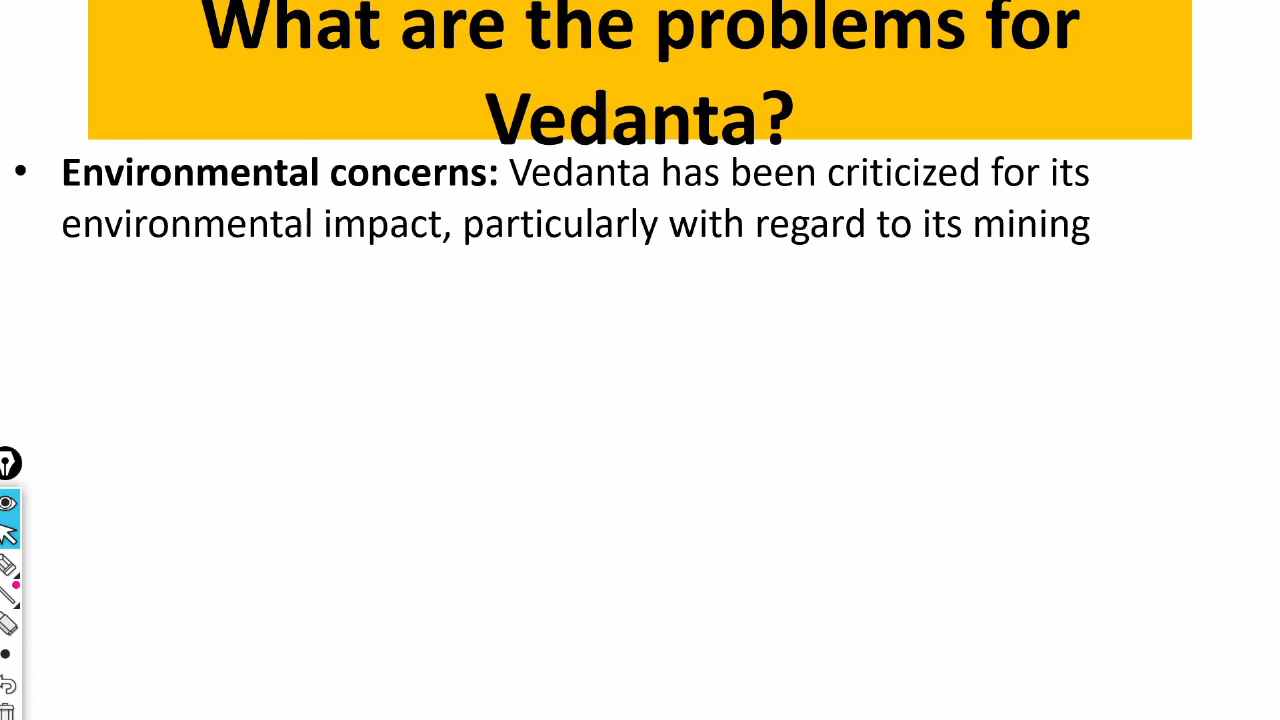 What are the problems for
Vedanta?
• Environmental concerns: Vedanta has been criticized for its
environmental impact, particularly with regard to its mining